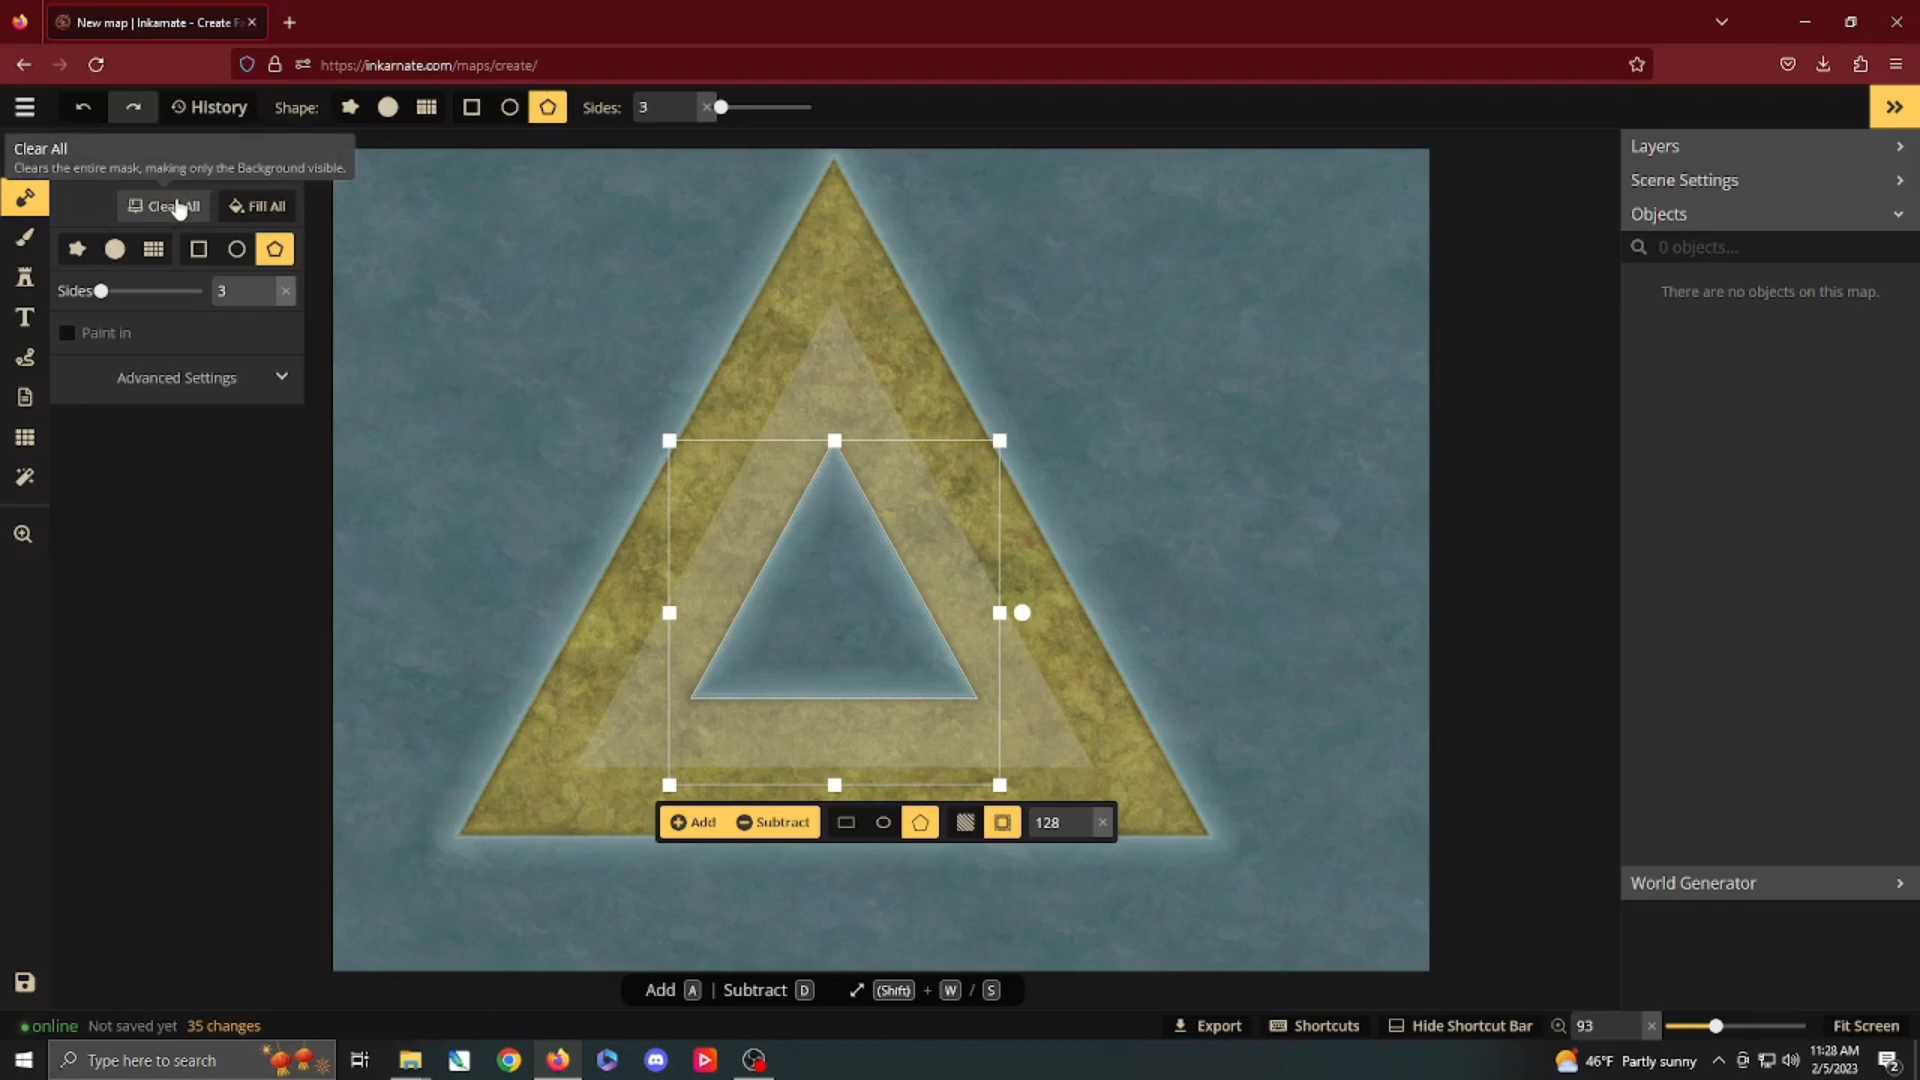 New map | Inkarnate - Create F
https://inkarnate.com/maps/create/
History
Shape:
Sides:
3
Clear All
Clears the entire mask, making only the Background visible.
Clear All
Fill All
Sides
3
Paint in
Advanced Settings
Layers
Scene Settings
Objects
0 objects...
There are no objects on this map.
World Generator
Add
Subtract
128
Add A | Subtract D (Shift) + W / S
online
Not saved yet
35 changes
Export
Shortcuts
Hide Shortcut Bar
93
Fit Screen
Type here to search
46°F Partly sunny
11:28 AM
2/5/2023
2